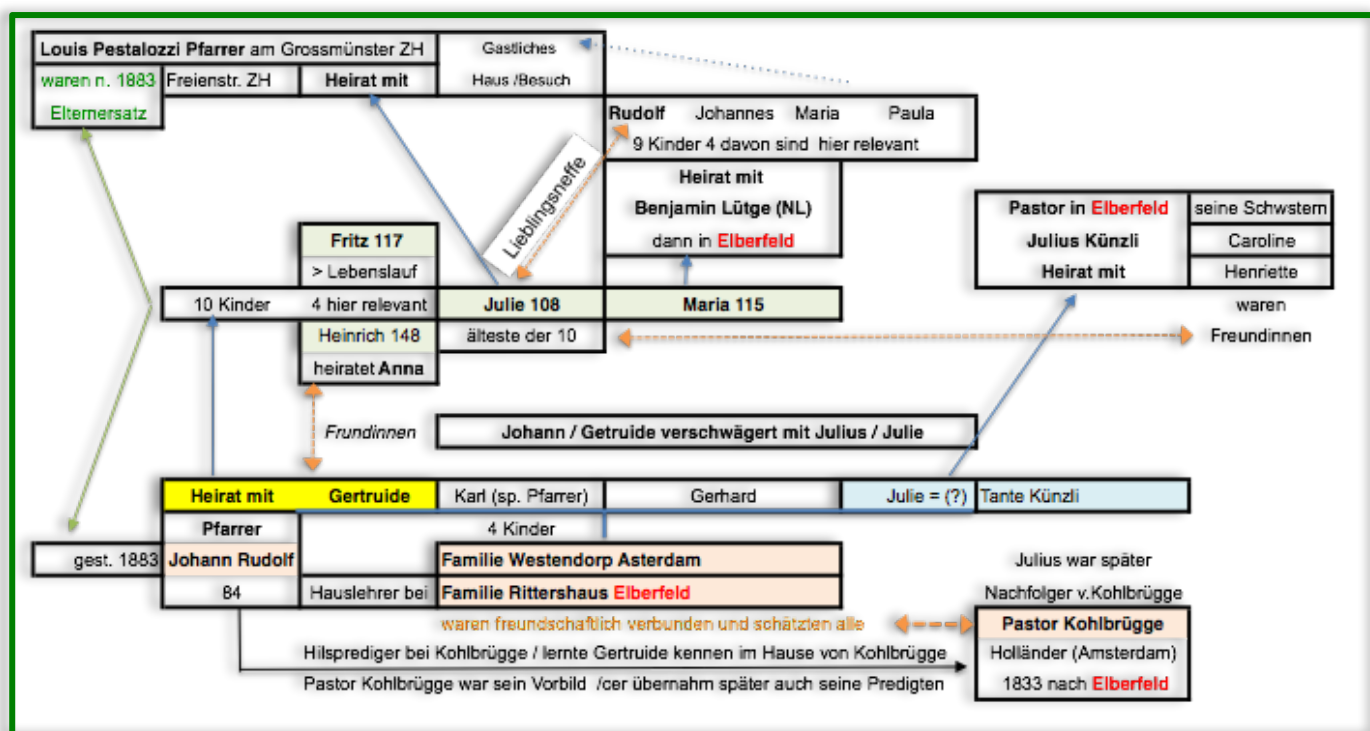 Louis Pestalozzi Pfarrer am Grossmünster ZH Gastliches
waren n. 1883 Freienstr. ZH Heirat mit Haus /Besuch
Elternersatz
Rudolf Johannes Maria Paula
9 Kinder 4 davon sind hier relevant
Lieblingsneffe
Heirat mit
Benjamin Lütge (NL)
dann in Elberfeld
Pastor in Elberfeld seine Schwstern
Julius Künzli Caroline
Heirat mit Henriette
waren
Freundinnen
Fritz 117
> Lebenslauf
10 Kinder 4 hier relevant Julie 108 Maria 115
Heinrich 148 älteste der 10
heiratet Anna
Frundinnen Johann / Getruide verschwägert mit Julius / Julie
Heirat mit Gertruide Karl (sp. Pfarrer) Gerhard Julie = (?) Tante Künzli
Pfarrer 4 Kinder
gest. 1883 Johann Rudolf Familie Westendorp Asterdam Julius war später
84 Hauslehrer bei Familie Rittershaus Elberfeld Nachfolger v.Kohlbrügge
waren freundschaftlich verbunden und schätzten alle Pastor Kohlbrügge
Hilsprediger bei Kohlbrügge / lernte Gertruide kennen im Hause von Kohlbrügge Holländer (Amsterdam)
Pastor Kohlbrügge war sein Vorbild /cer übernahm später auch seine Predigten 1833 nach Elberfeld